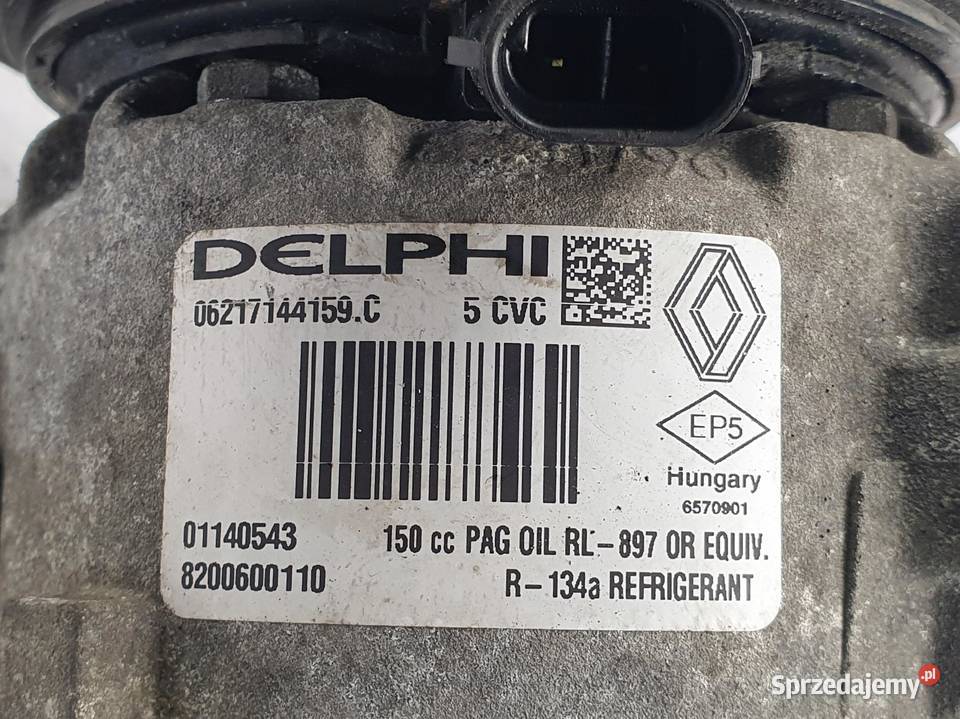 DELPHI
06217144159.C 5 CVC
EP5
Hungary
6570901
01140543 150 cc PAG OIL RL-897 OR EQUIV.
8200600110 R-134a REFRIGERANT
Sprzedajemy.pl